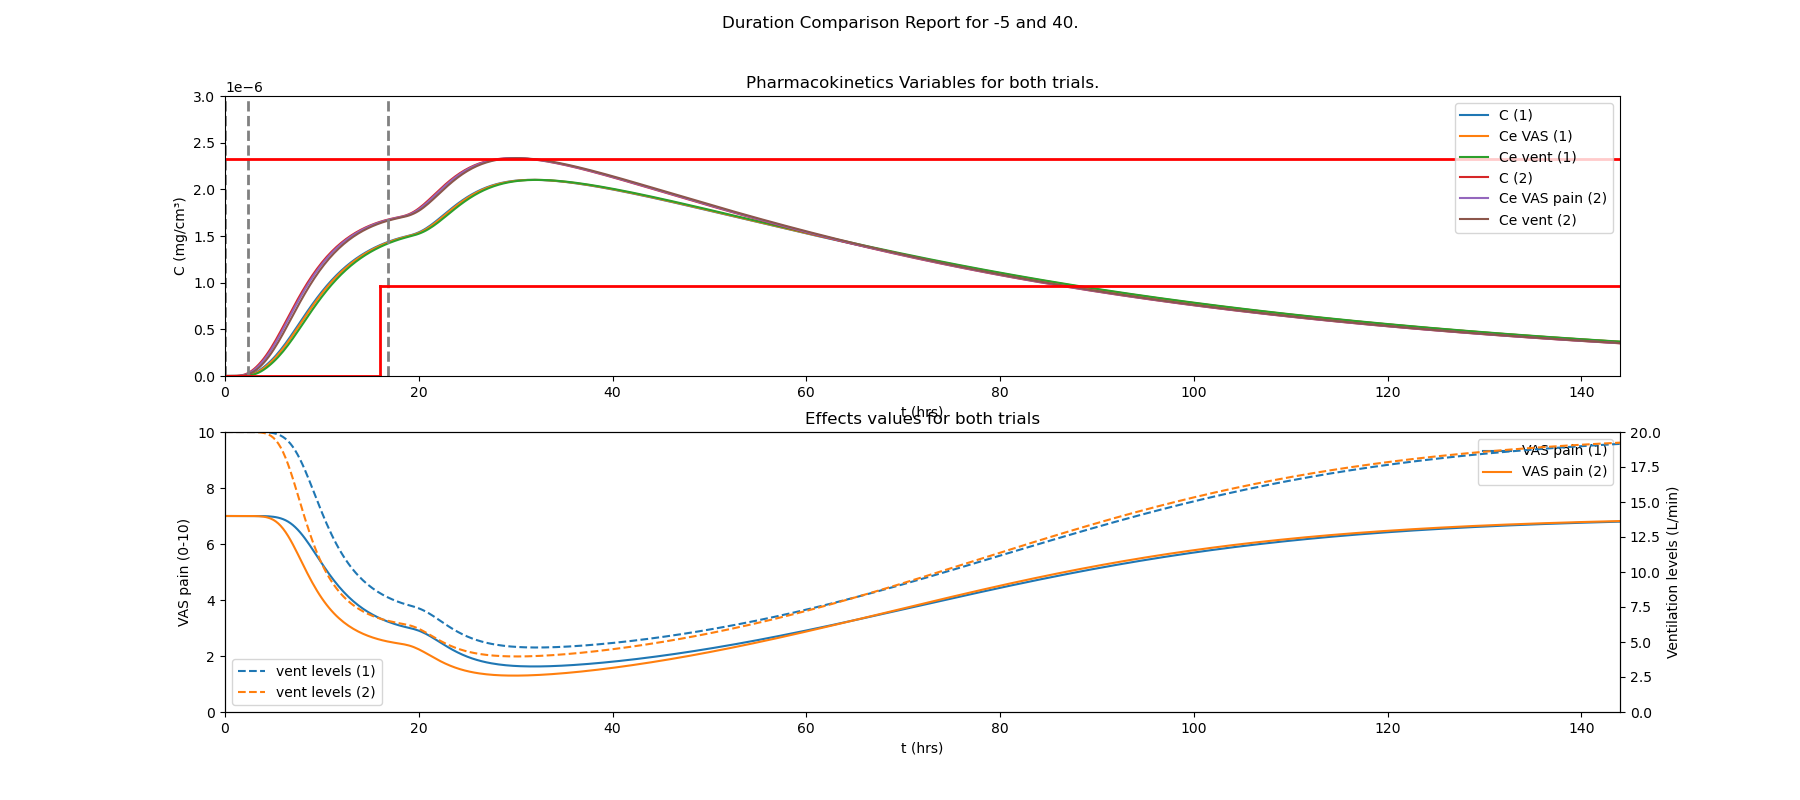 Duration Comparison Report for -5 and 40.
Pharmacokinetics Variables for both trials.
1e−6
3.0
2.5
2.0
1.5
1.0
0.5
0.0
C (mg/cm³)
C (1)
Ce VAS (1)
Ce vent (1)
C (2)
Ce VAS pain (2)
Ce vent (2)
0 20 40 60 80 100 120 140
t (hrs)
Effects values for both trials
10
8
6
4
2
0
VAS pain (0-10)
VAS pain (1)
VAS pain (2)
vent levels (1)
vent levels (2)
20.0
17.5
15.0
12.5
10.0
7.5
5.0
2.5
0.0
Ventilation levels (L/min)
0 20 40 60 80 100 120 140
t (hrs)